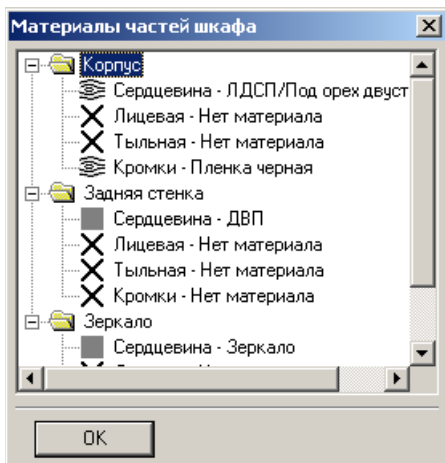 Материалы частей шкафа
Корпус
Сердцевина - ЛДСП/Под орех двуст
Лицевая - Нет материала
Тыльная - Нет материала
Кромки - Пленка черная
Задняя стенка
Сердцевина - ДВП
Лицевая - Нет материала
Тыльная - Нет материала
Кромки - Нет материала
Зеркало
Сердцевина - Зеркало
OK